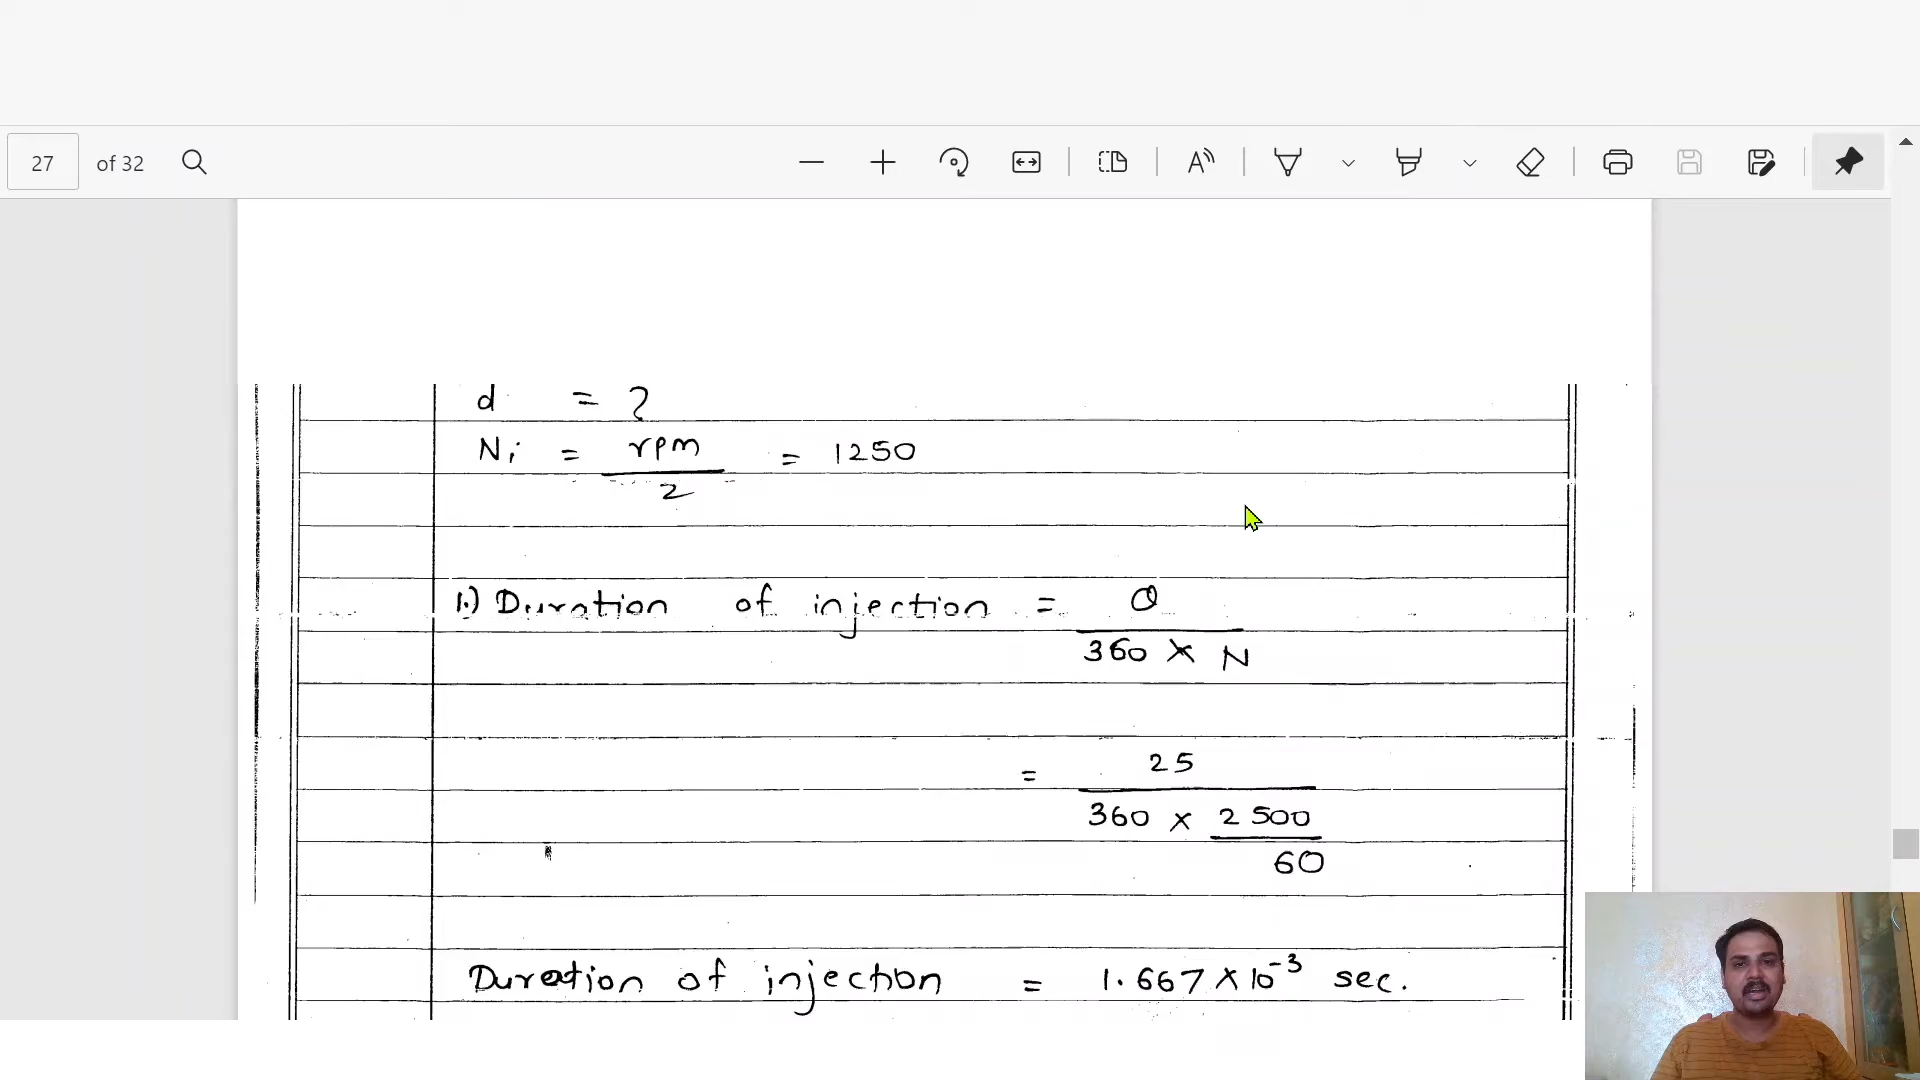 27 of 32
d = ?
Ni = rpm / 2 = 1250
1.) Duration of injection = θ / 360 × N
= 25 / 360 × 2500 / 60
Duration of injection = 1.667 × 10⁻³ sec.